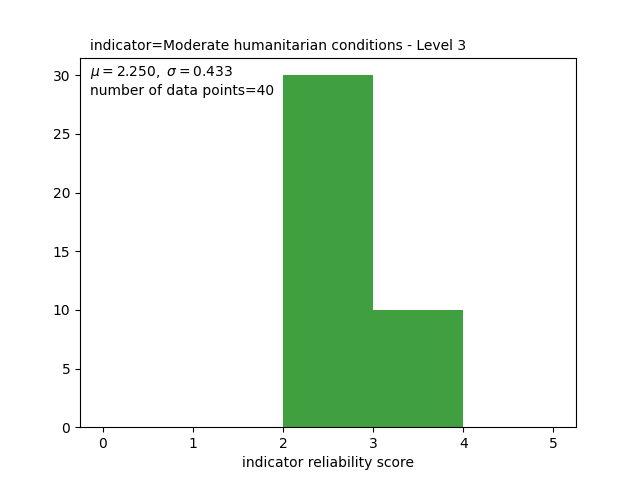 indicator=Moderate humanitarian conditions - Level 3
μ = 2.250, σ = 0.433
number of data points=40
30
25
20
15
10
5
0
0 1 2 3 4 5
indicator reliability score